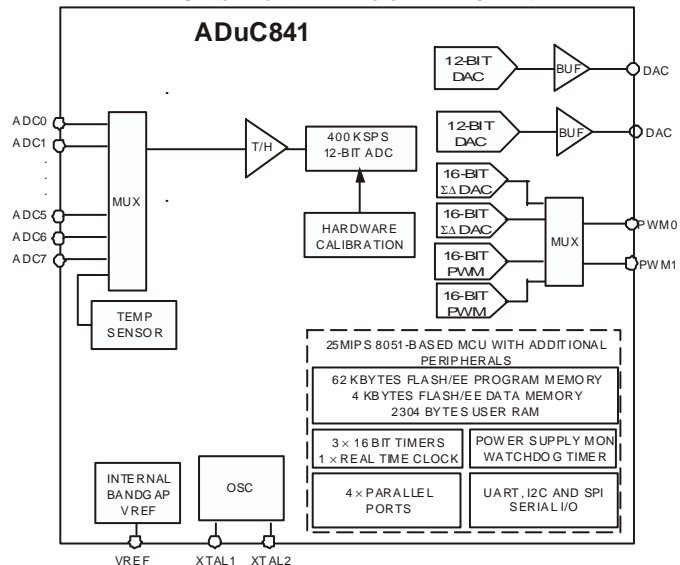 ADuC841
12-BIT
DAC
BUF
DAC
12-BIT
DAC
BUF
DAC
ADC0
ADC1
ADC5
ADC6
ADC7
MUX
T/H
400 KSPS
12-BIT ADC
HARDWARE
CALIBRATION
TEMP
SENSOR
16-BIT
ΣΔ DAC
16-BIT
ΣΔ DAC
16-BIT
PWM
16-BIT
PWM
MUX
PWM0
PWM1
25MIPS 8051-BASED MCU WITH ADDITIONAL
PERIPHERALS
62 KBYTES FLASH/EE PROGRAM MEMORY
4 KBYTES FLASH/EE DATA MEMORY
2304 BYTES USER RAM
3 × 16 BIT TIMERS
1 × REAL TIME CLOCK
POWER SUPPLY MON
WATCHDOG TIMER
4 × PARALLEL
PORTS
UART, I2C AND SPI
SERIAL I/O
INTERNAL
BANDGAP
VREF
OSC
VREF
XTAL1
XTAL2